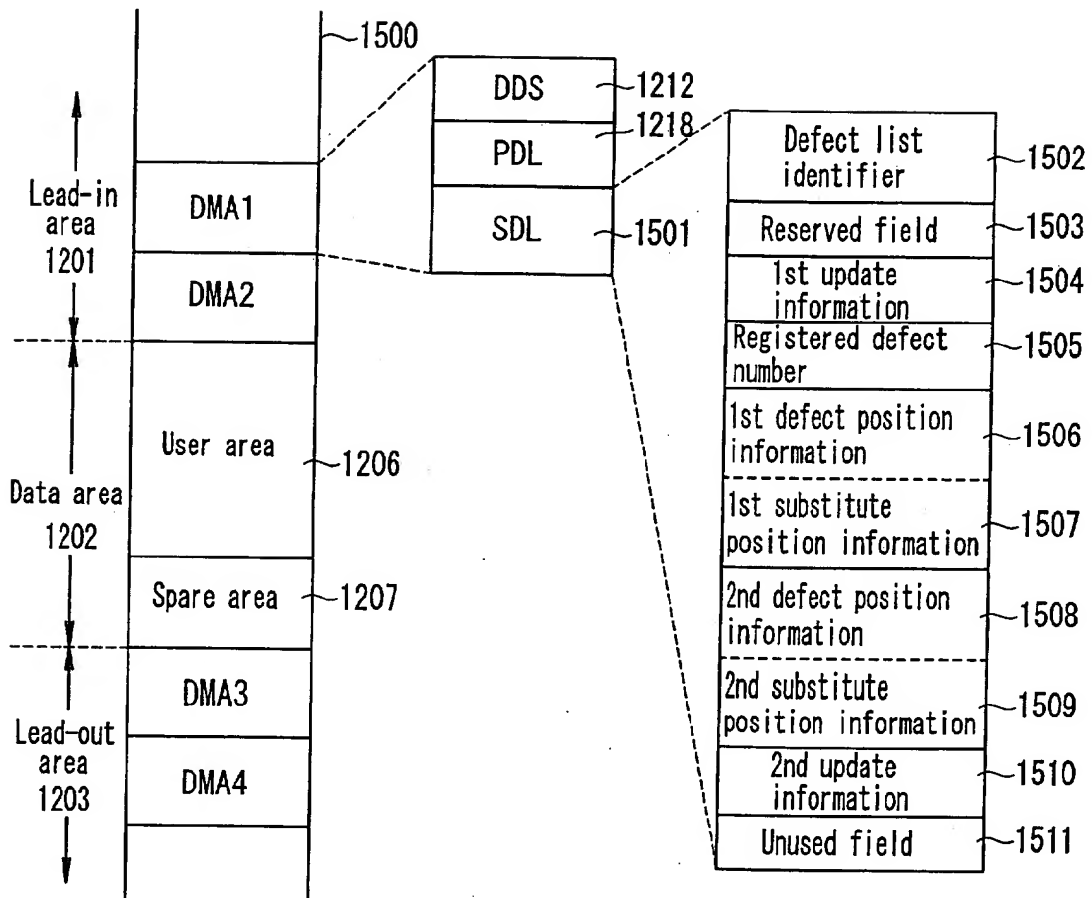 1500
Lead-in
area
1201
DMA1
DMA2
Data area
1202
User area
1206
Spare area
1207
Lead-out
area
1203
DMA3
DMA4
DDS
1212
PDL
1218
SDL
1501
Defect list
identifier
1502
Reserved field
1503
1st update
information
1504
Registered defect
number
1505
1st defect position
information
1506
1st substitute
position information
1507
2nd defect position
information
1508
2nd substitute
position information
1509
2nd update
information
1510
Unused field
1511